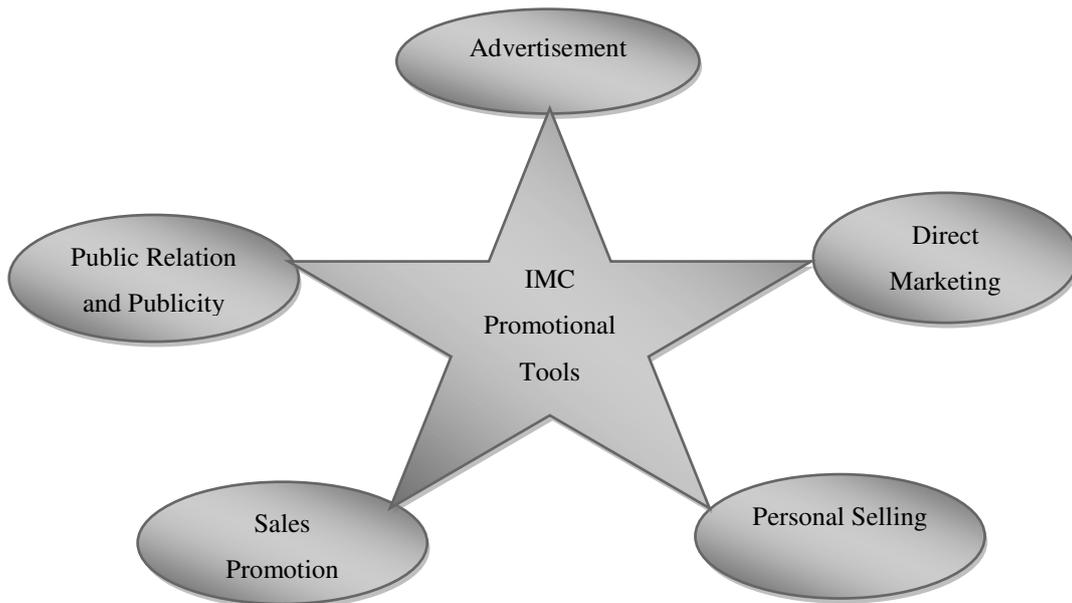 Advertisement
Public Relation
and Publicity
Direct
Marketing
IMC
Promotional
Tools
Sales
Promotion
Personal Selling